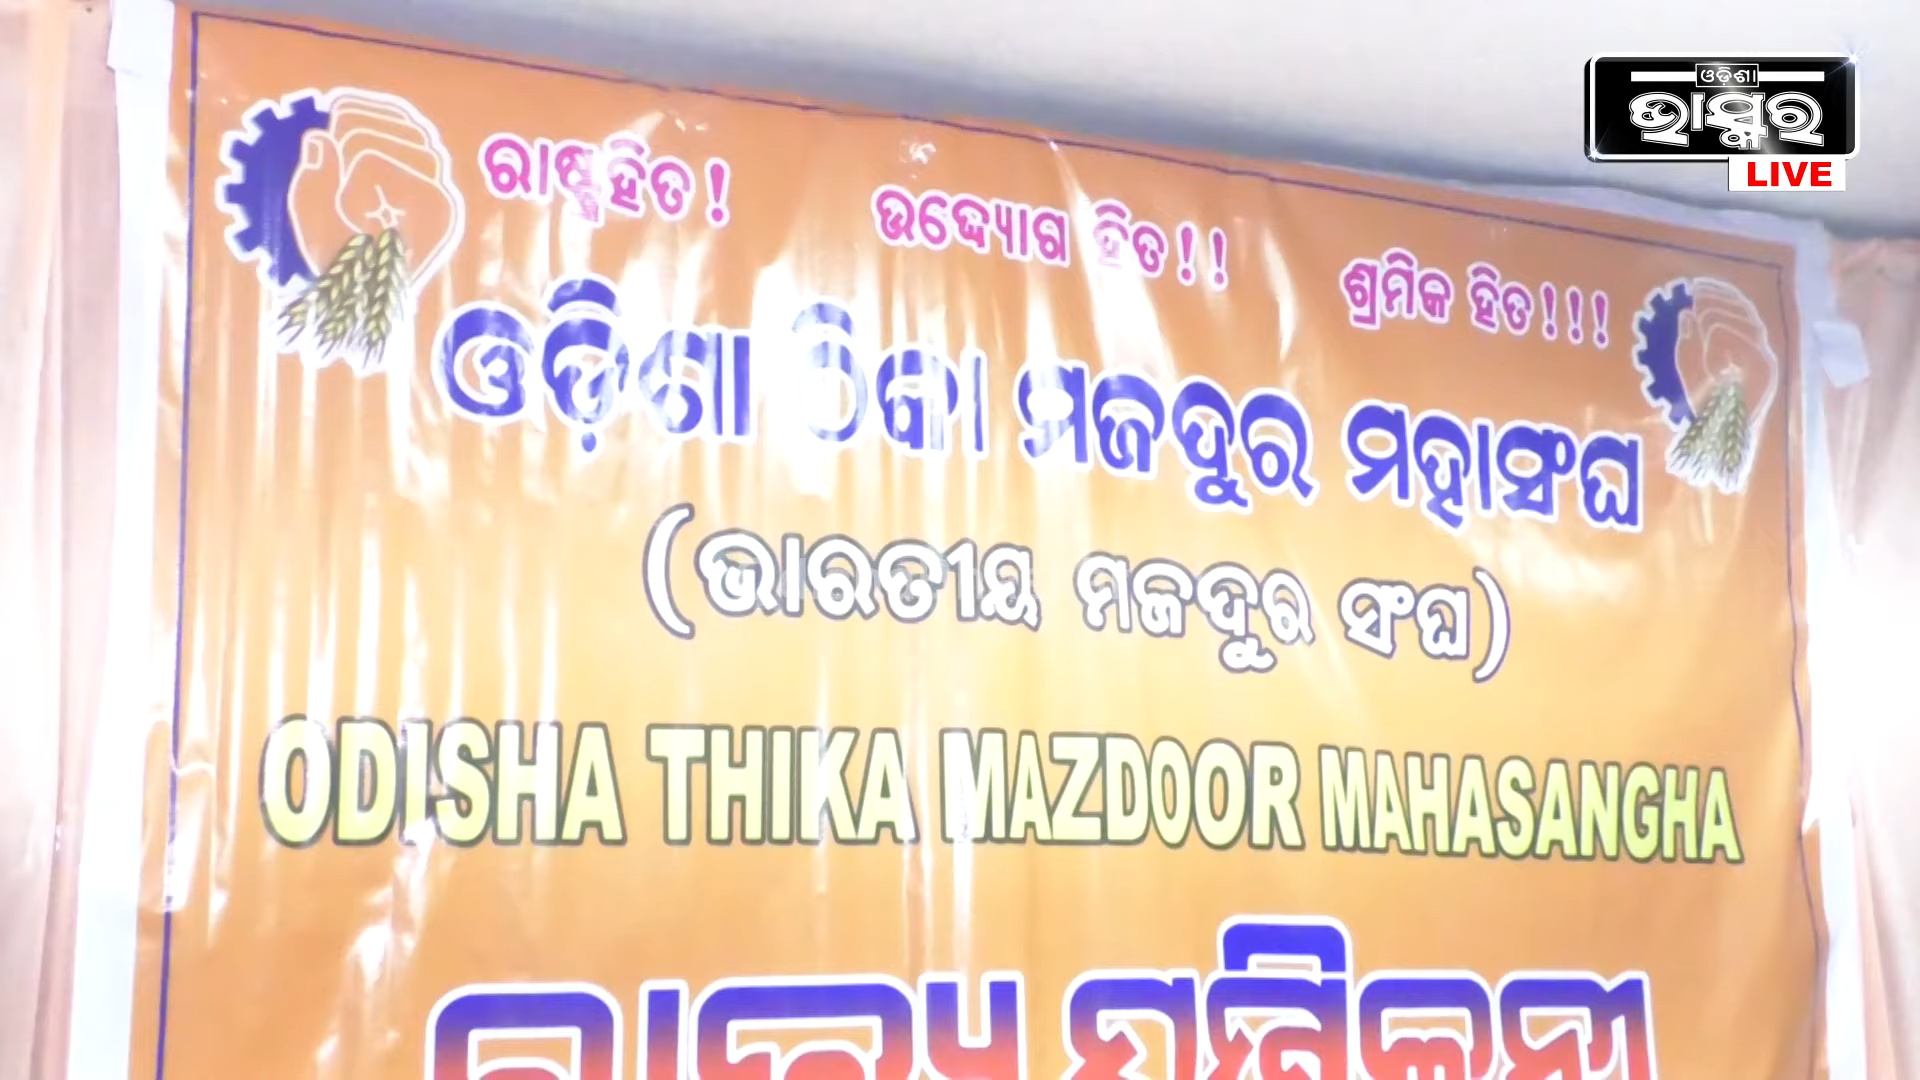 ଓଡ଼ିଶା
ଭାସ୍କର
LIVE
ରାଷ୍ଟ୍ରହିତ! ଉଦ୍ଦ୍ୟୋଗ ହିତ!! ଶ୍ରମିକ ହିତ!!!
ଓଡ଼ିଶା ଠିକା ମଜଦୁର ମହାସଂଘ
(ଭାରତୀୟ ମଜଦୁର ସଂଘ)
ODISHA THIKA MAZDOOR MAHASANGHA
ରାଜ୍ୟ